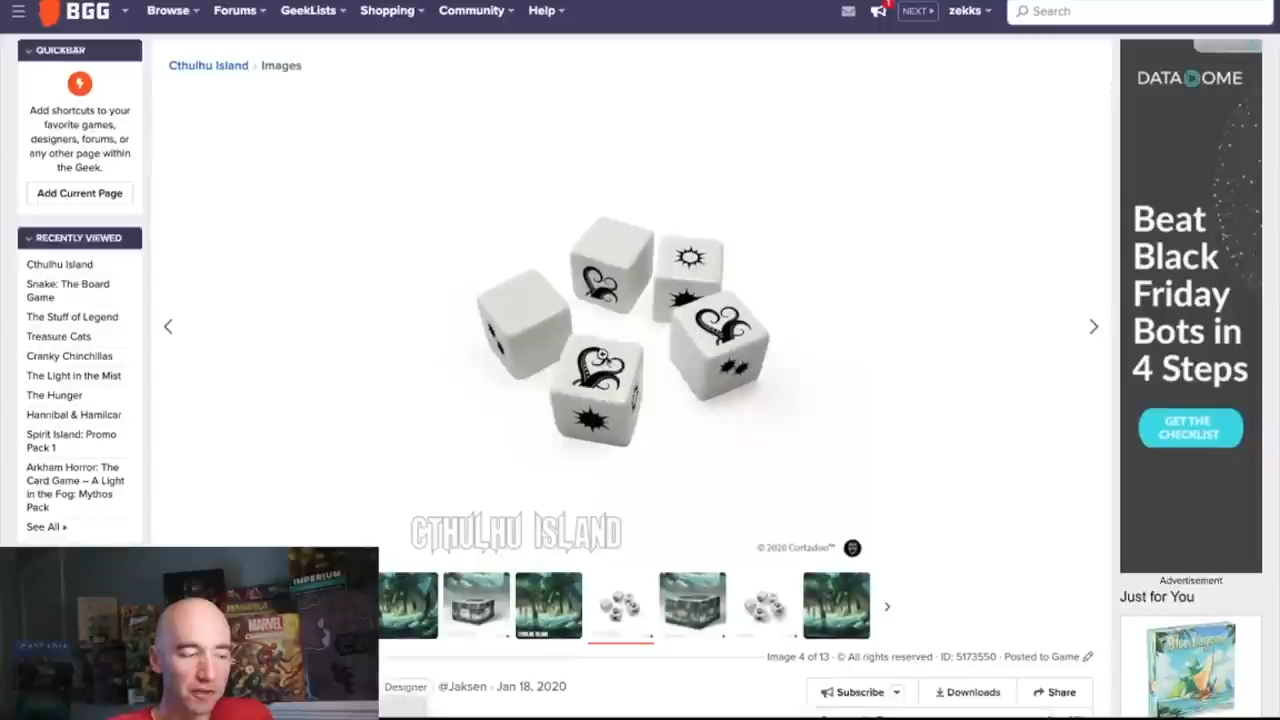 BGG
Browse
Forums
GeekLists
Shopping
Community
Help
1
NEXT
zekks
Search
QUICKBAR
Add shortcuts to your
favorite games,
designers, forums, or
any other page within
the Geek.
Add Current Page
RECENTLY VIEWED
Cthulhu Island
Snake: The Board
Game
The Stuff of Legend
Treasure Cats
Cranky Chinchillas
The Light in the Mist
The Hunger
Hannibal & Hamilcar
Spirit Island: Promo
Pack 1
Arkham Horror: The
Card Game – A Light
in the Fog: Mythos
Pack
See All
Cthulhu Island › Images
CTHULHU ISLAND
© 2020 Cortadoo™
Image 4 of 13 · © All rights reserved · ID: 5173550 · Posted to Game
Designer @Jaksen · Jan 18, 2020
Subscribe
Downloads
Share
DATADOME
Beat
Black
Friday
Bots in
4 Steps
GET THE
CHECKLIST
Advertisement
Just for You
Blue Lagoon
IMPERIUM
MARVEL